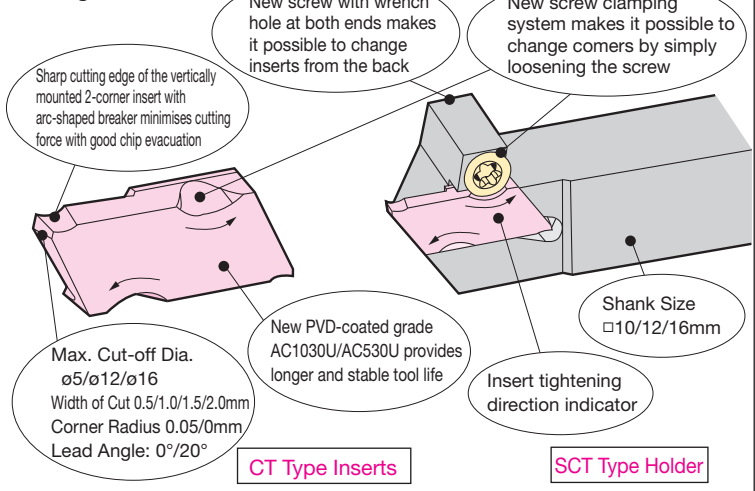 New screw with wrench
hole at both ends makes
it possible to change
inserts from the back
New screw clamping
system makes it possible to
change comers by simply
loosening the screw
Sharp cutting edge of the vertically
mounted 2-corner insert with
arc-shaped breaker minimises cutting
force with good chip evacuation
Max. Cut-off Dia.
ø5/ø12/ø16
Width of Cut 0.5/1.0/1.5/2.0mm
Corner Radius 0.05/0mm
Lead Angle: 0°/20°
New PVD-coated grade
AC1030U/AC530U provides
longer and stable tool life
Insert tightening
direction indicator
Shank Size
□10/12/16mm
CT Type Inserts
SCT Type Holder